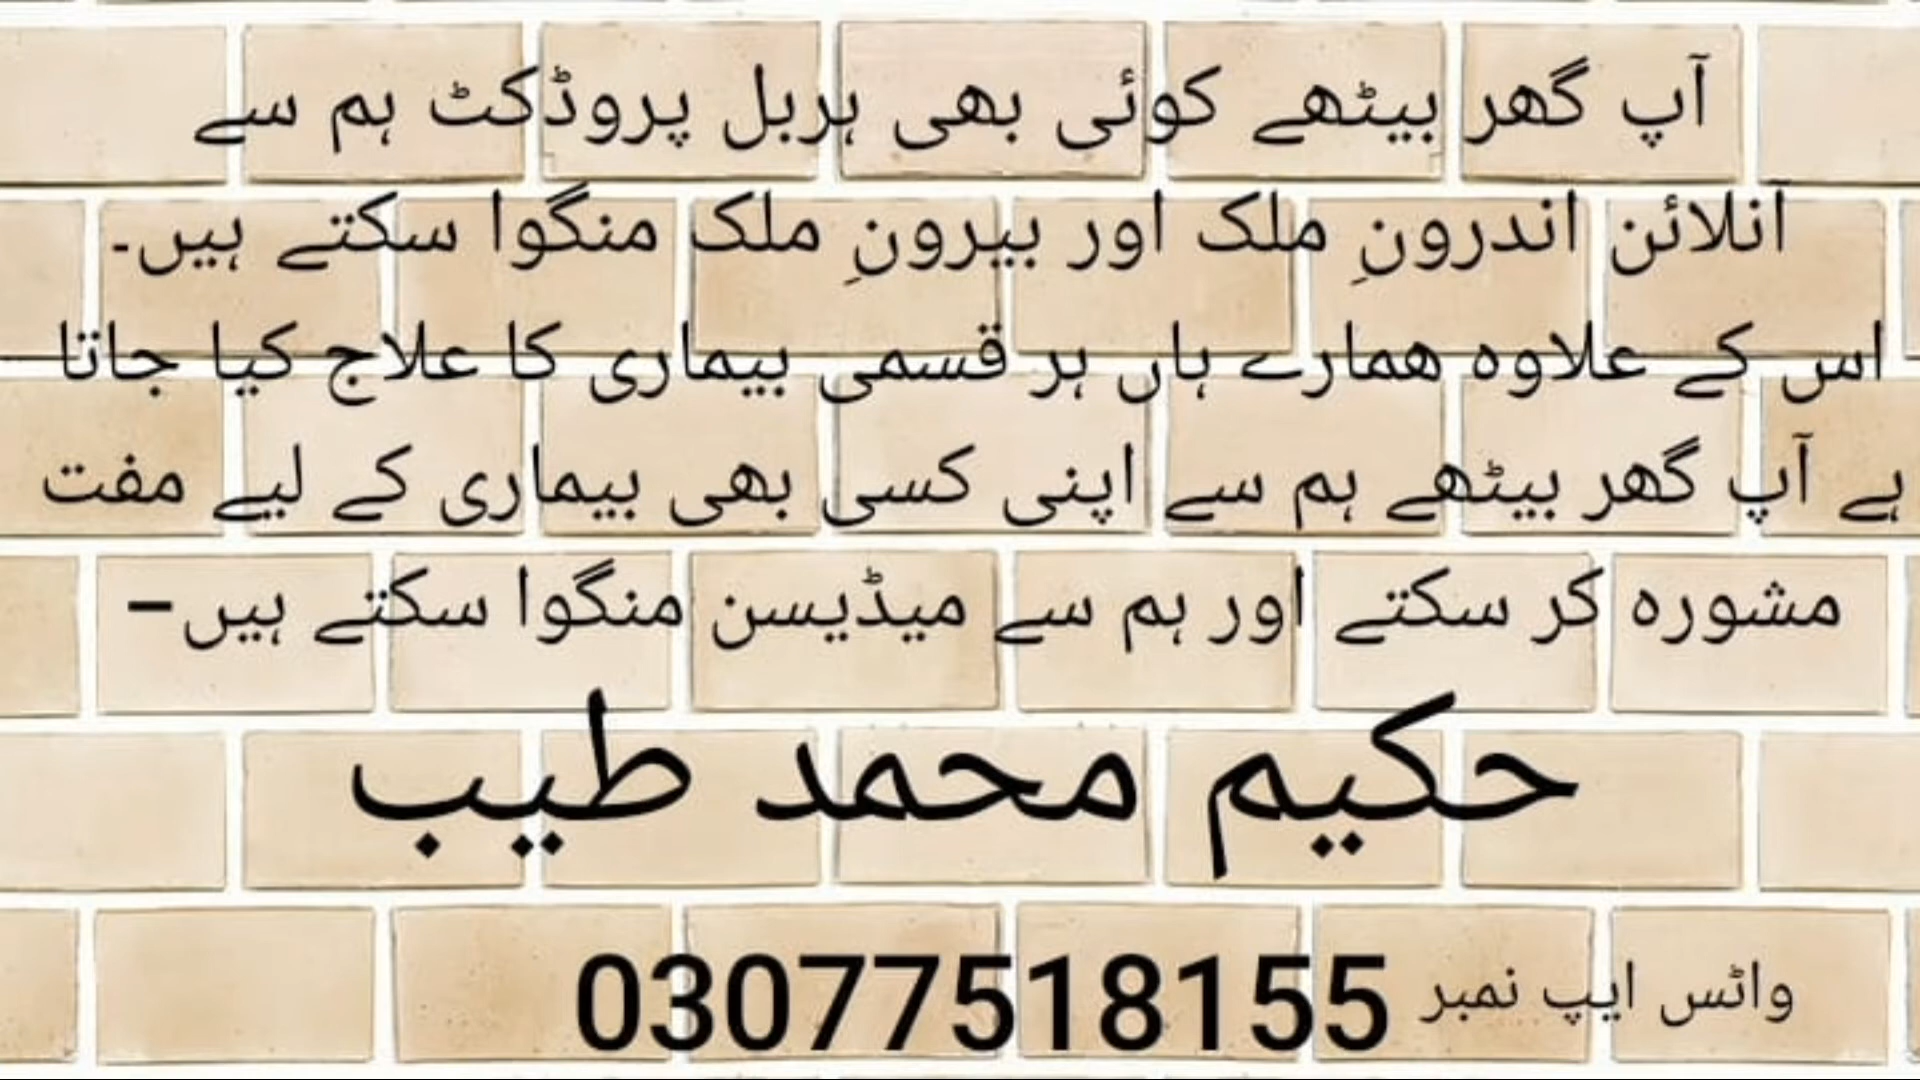 آپ گھر بیٹھے کوئی بھی ہربل پروڈکٹ ہم سے
آنلائن اندرونِ ملک اور بیرونِ ملک منگوا سکتے ہیں۔
اس کے علاوہ ھمارے ہاں ہر قسمی بیماری کا علاج کیا جاتا
ہے آپ گھر بیٹھے ہم سے اپنی کسی بھی بیماری کے لیے مفت
مشورہ کر سکتے اور ہم سے میڈیسن منگوا سکتے ہیں–
حکیم محمد طیب
واٹس ایپ نمبر 03077518155